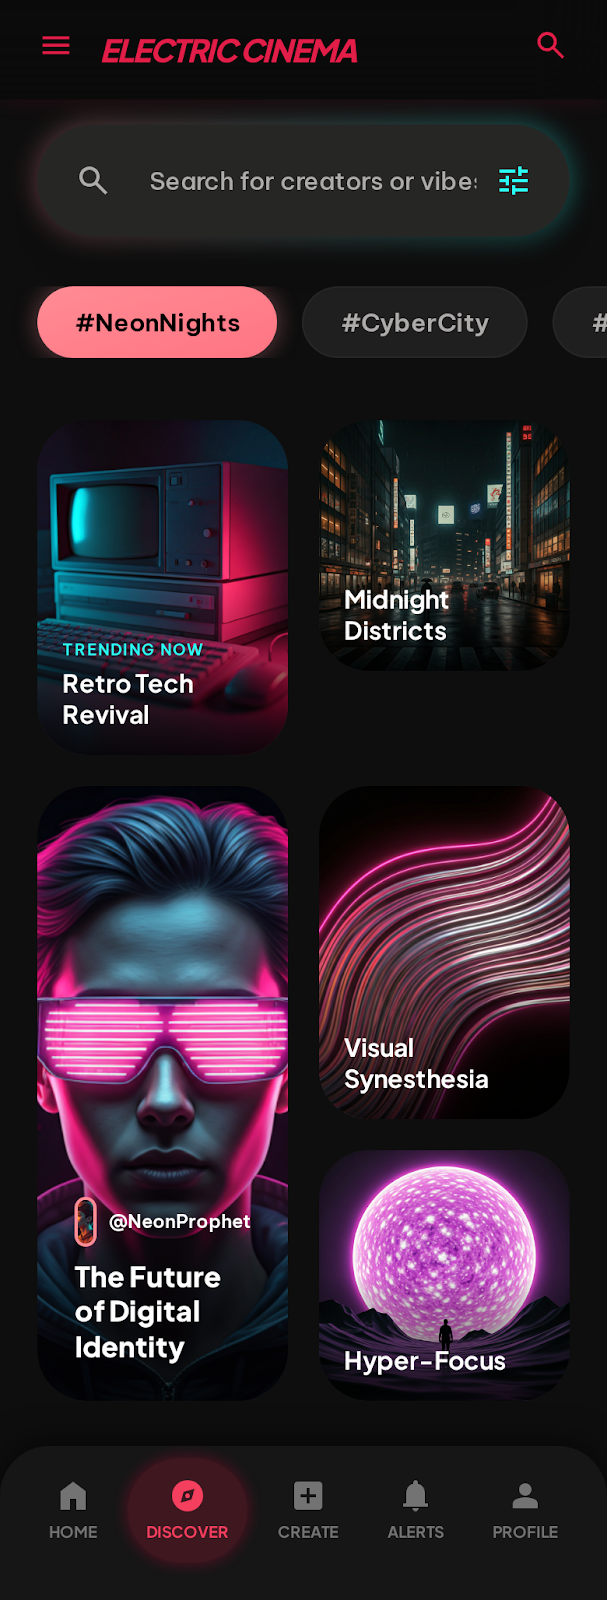 ELECTRIC CINEMA
Search for creators or vibes
#NeonNights
#CyberCity
#
TRENDING NOW
Retro Tech
Revival
Midnight
Districts
Visual
Synesthesia
@NeonProphet
The Future
of Digital
Identity
Hyper-Focus
HOME
DISCOVER
CREATE
ALERTS
PROFILE